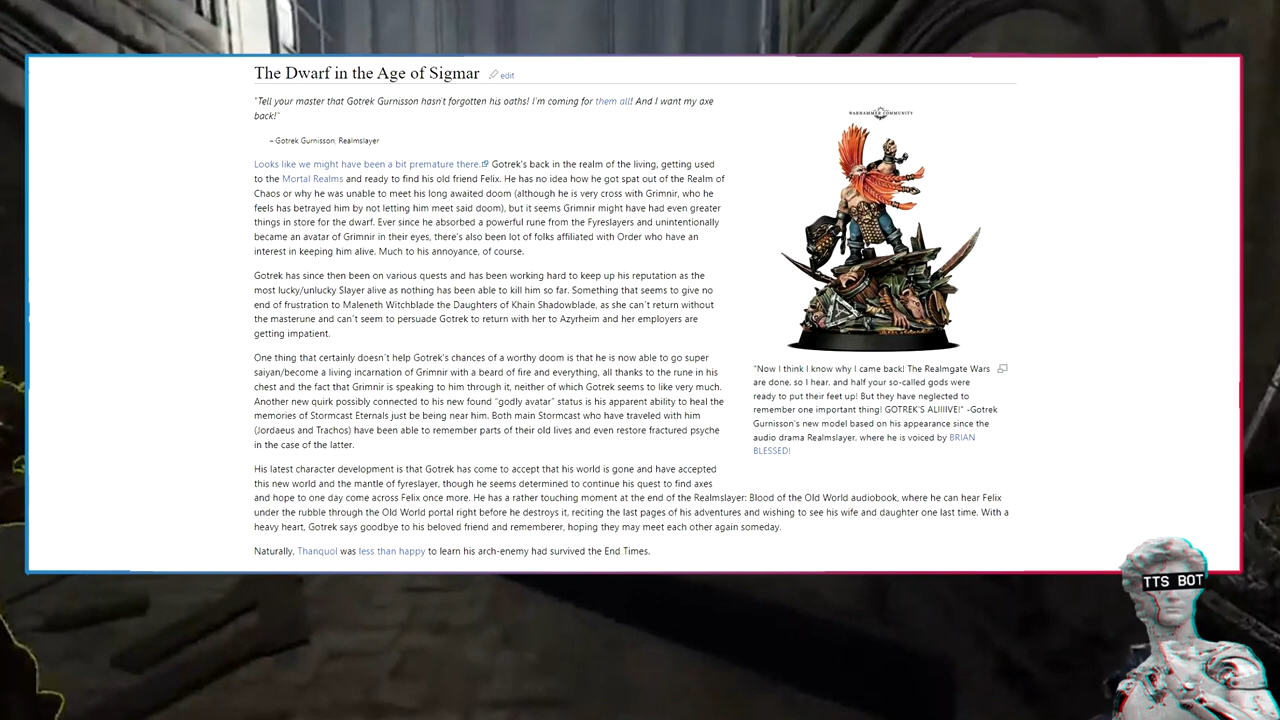 The Dwarf in the Age of Sigmar edit
"Tell your master that Gotrek Gurnisson hasn't forgotten his oaths! I'm coming for them all! And I want my axe
back!"
– Gotrek Gurnisson, Realmslayer
Looks like we might have been a bit premature there. Gotrek's back in the realm of the living, getting used
to the Mortal Realms and ready to find his old friend Felix. He has no idea how he got spat out of the Realm of
Chaos or why he was unable to meet his long awaited doom (although he is very cross with Grimnir, who he
feels has betrayed him by not letting him meet said doom), but it seems Grimnir might have had even greater
things in store for the dwarf. Ever since he absorbed a powerful rune from the Fyreslayers and unintentionally
became an avatar of Grimnir in their eyes, there's also been lot of folks affiliated with Order who have an
interest in keeping him alive. Much to his annoyance, of course.
Gotrek has since then been on various quests and has been working hard to keep up his reputation as the
most lucky/unlucky Slayer alive as nothing has been able to kill him so far. Something that seems to give no
end of frustration to Maleneth Witchblade the Daughters of Khain Shadowblade, as she can´t return without
the masterune and can´t seem to persuade Gotrek to return with her to Azyrheim and her employers are
getting impatient.
One thing that certainly doesn´t help Gotrek's chances of a worthy doom is that he is now able to go super
saiyan/become a living incarnation of Grimnir with a beard of fire and everything, all thanks to the rune in his
chest and the fact that Grimnir is speaking to him through it, neither of which Gotrek seems to like very much.
Another new quirk possibly connected to his new found "godly avatar" status is his apparent ability to heal the
memories of Stormcast Eternals just be being near him. Both main Stormcast who have traveled with him
(Jordaeus and Trachos) have been able to remember parts of their old lives and even restore fractured psyche
in the case of the latter.
His latest character development is that Gotrek has come to accept that his world is gone and have accepted
this new world and the mantle of fyreslayer, though he seems determined to continue his quest to find axes
and hope to one day come across Felix once more. He has a rather touching moment at the end of the Realmslayer: Blood of the Old World audiobook, where he can hear Felix
under the rubble through the Old World portal right before he destroys it, reciting the last pages of his adventures and wishing to see his wife and daughter one last time. With a
heavy heart, Gotrek says goodbye to his beloved friend and rememberer, hoping they may meet each other again someday.
Naturally, Thanquol was less than happy to learn his arch-enemy had survived the End Times.
WARHAMMER COMMUNITY
"Now I think I know why I came back! The Realmgate Wars
are done, so I hear, and half your so-called gods were
ready to put their feet up! But they have neglected to
remember one important thing! GOTREK'S ALIIIIVE!" -Gotrek
Gurnisson's new model based on his appearance since the
audio drama Realmslayer, where he is voiced by BRIAN
BLESSED!
TTS BOT